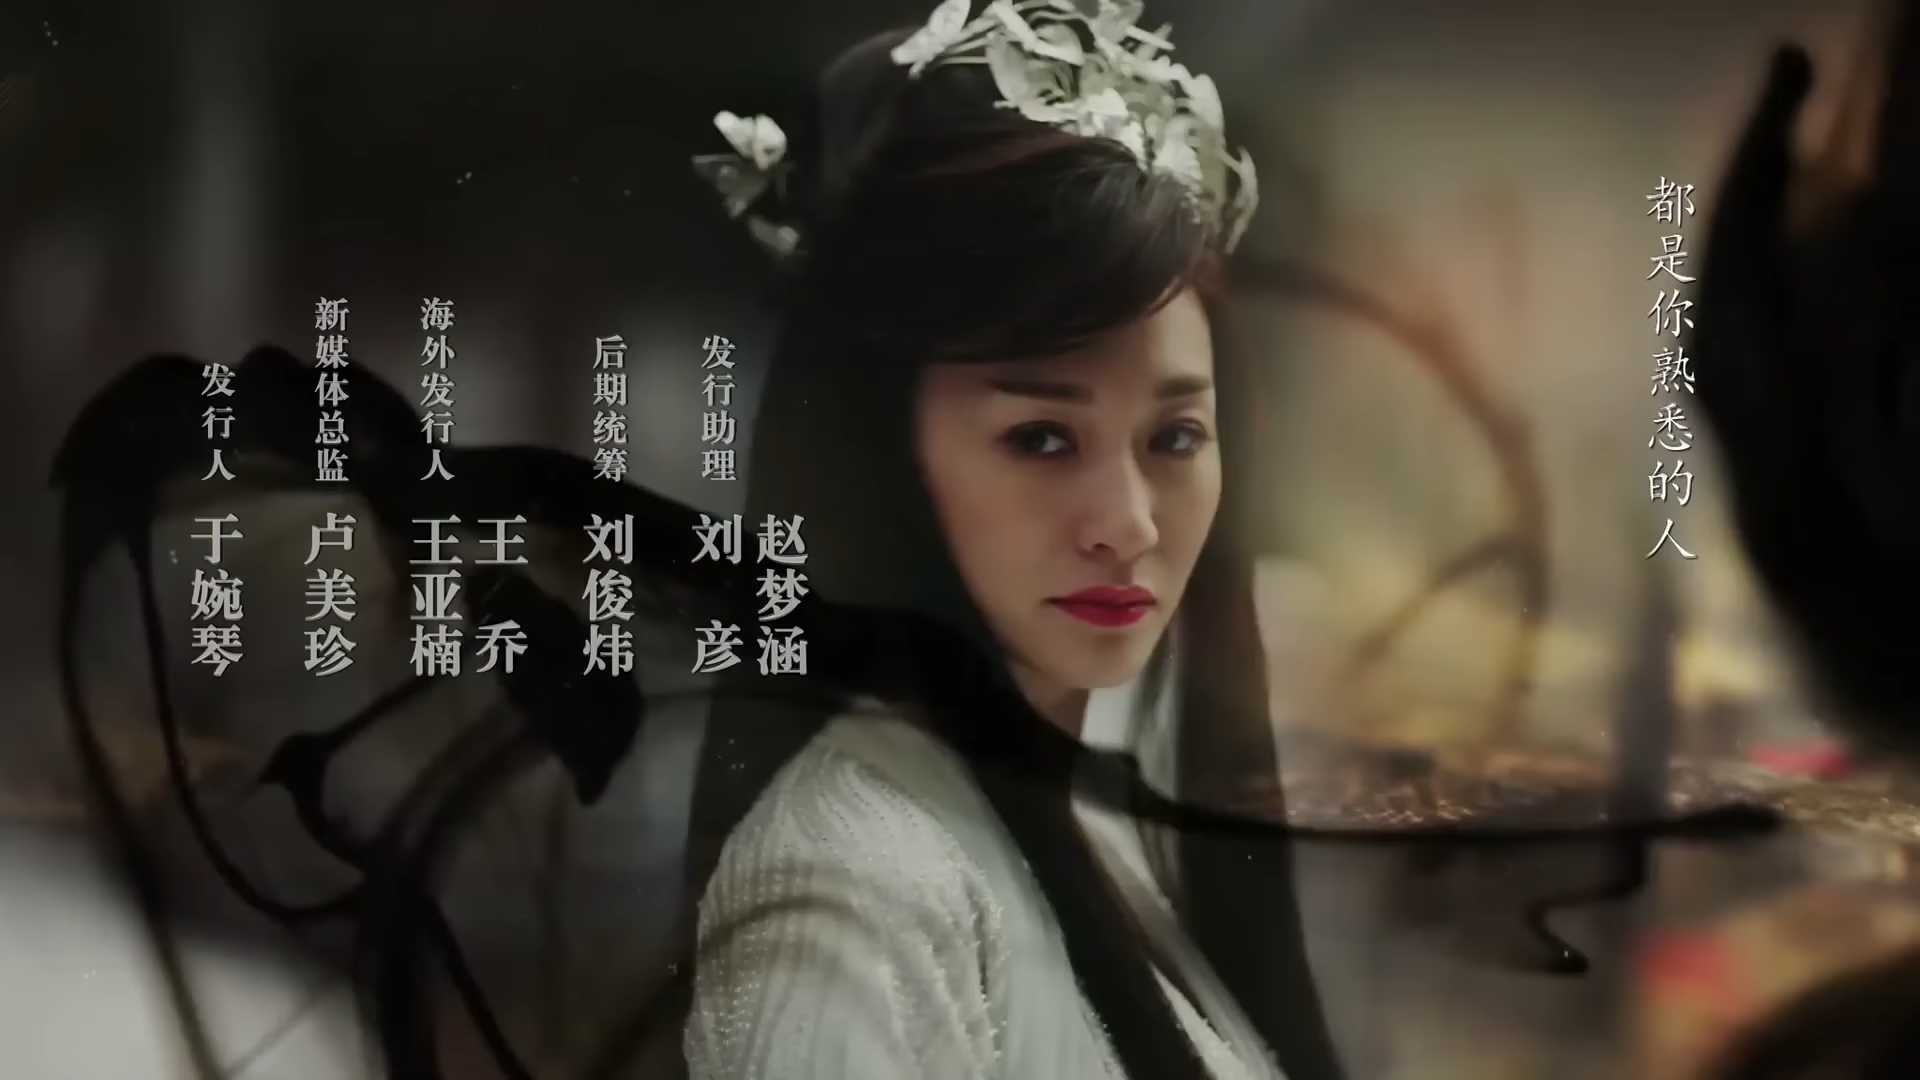 都是你熟悉的人
发行助理
赵梦涵
刘彦
后期统筹
刘俊炜
海外发行人
王乔
王亚楠
新媒体总监
卢美珍
发行人
于婉琴